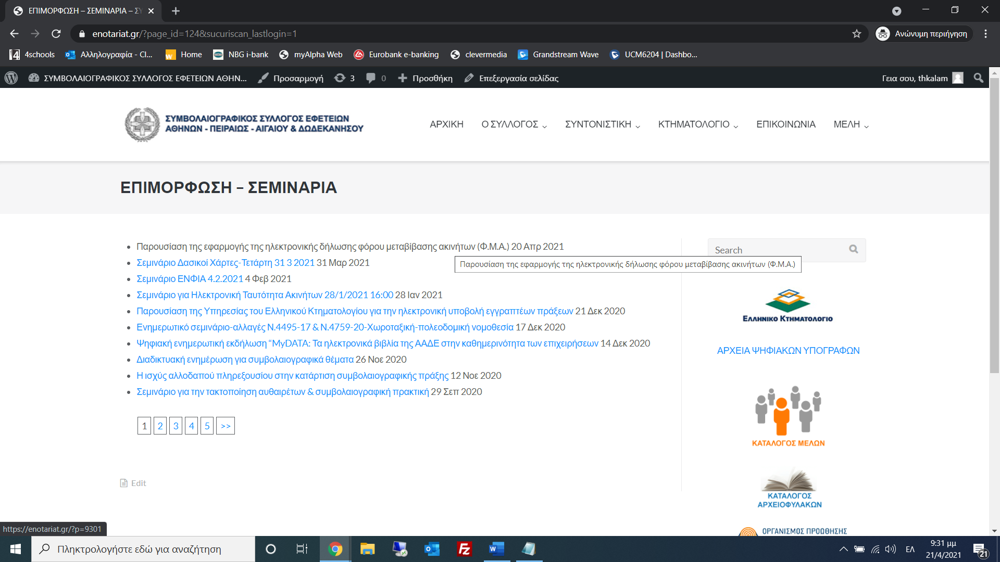 ΕΠΙΜΟΡΦΩΣΗ – ΣΕΜΙΝΑΡΙΑ –
enotariat.gr/?page_id=124&sucuriscan_lastlogin=1
Ανώνυμη περιήγηση
4schools
Αλληλογραφία - Cl...
Home
NBG i-bank
myAlpha Web
Eurobank e-banking
clevermedia
Grandstream Wave
UCM6204 | Dashbo...
ΣΥΜΒΟΛΑΙΟΓΡΑΦΙΚΟΣ ΣΥΛΛΟΓΟΣ ΕΦΕΤΕΙΩΝ ΑΘΗΝ...
Προσαρμογή
3
0
Προσθήκη
Επεξεργασία σελίδας
Γεια σου, thkalam
ΣΥΜΒΟΛΑΙΟΓΡΑΦΙΚΟΣ ΣΥΛΛΟΓΟΣ ΕΦΕΤΕΙΩΝ
ΑΘΗΝΩΝ - ΠΕΙΡΑΙΩΣ - ΑΙΓΑΙΟΥ & ΔΩΔΕΚΑΝΗΣΟΥ
ΑΡΧΙΚΗ
Ο ΣΥΛΛΟΓΟΣ
ΣΥΝΤΟΝΙΣΤΙΚΗ
ΚΤΗΜΑΤΟΛΟΓΙΟ
ΕΠΙΚΟΙΝΩΝΙΑ
ΜΕΛΗ
ΕΠΙΜΟΡΦΩΣΗ – ΣΕΜΙΝΑΡΙΑ
Παρουσίαση της εφαρμογής της ηλεκτρονικής δήλωσης φόρου μεταβίβασης ακινήτων (Φ.Μ.Α.) 20 Απρ 2021
Σεμινάριο Δασικοί Χάρτες-Τετάρτη 31 3 2021 31 Μαρ 2021
Σεμινάριο ΕΝΦΙΑ 4.2.2021 4 Φεβ 2021
Σεμινάριο για Ηλεκτρονική Ταυτότητα Ακινήτων 28/1/2021 16:00 28 Ιαν 2021
Παρουσίαση της Υπηρεσίας του Ελληνικού Κτηματολογίου για την ηλεκτρονική υποβολή εγγραπτέων πράξεων 21 Δεκ 2020
Ενημερωτικό σεμινάριο-αλλαγές Ν.4495-17 & Ν.4759-20-Χωροταξική-πολεοδομική νομοθεσία 17 Δεκ 2020
Ψηφιακή ενημερωτική εκδήλωση “MyDATA: Τα ηλεκτρονικά βιβλία της ΑΑΔΕ στην καθημερινότητα των επιχειρήσεων 14 Δεκ 2020
Διαδικτυακή ενημέρωση για συμβολαιογραφικά θέματα 26 Νοε 2020
Η ισχύς αλλοδαπού πληρεξουσίου στην κατάρτιση συμβολαιογραφικής πράξης 12 Νοε 2020
Σεμινάριο για την τακτοποίηση αυθαιρέτων & συμβολαιογραφική πρακτική 29 Σεπ 2020
1 2 3 4 5 >>
Edit
Search
Παρουσίαση της εφαρμογής της ηλεκτρονικής δήλωσης φόρου μεταβίβασης ακινήτων (Φ.Μ.Α.)
ΕΛΛΗΝΙΚΟ ΚΤΗΜΑΤΟΛΟΓΙΟ
ΑΡΧΕΙΑ ΨΗΦΙΑΚΩΝ ΥΠΟΓΡΑΦΩΝ
ΚΑΤΑΛΟΓΟΣ ΜΕΛΩΝ
ΚΑΤΑΛΟΓΟΣ
ΑΡΧΕΙΟΦΥΛΑΚΩΝ
ΟΡΓΑΝΙΣΜΟΣ ΠΡΟΩΘΗΣΗΣ
https://enotariat.gr/?p=9301
Πληκτρολογήστε εδώ για αναζήτηση
ΕΛ
9:31 μμ
21/4/2021
21